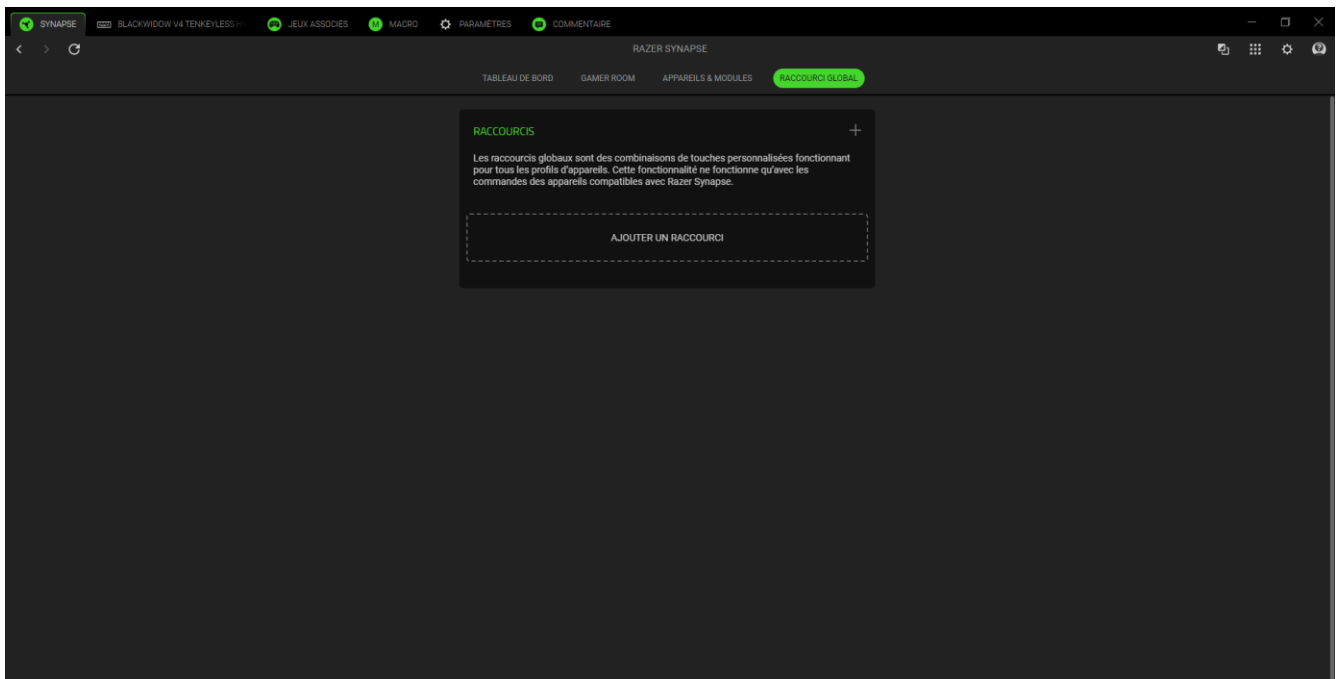 SYNAPSE
BLACKWIDOW V4 TENKEYLESS
JEUX ASSOCIÉS
MACRO
PARAMÈTRES
COMMENTAIRE
RAZER SYNAPSE
TABLEAU DE BORD
GAMER ROOM
APPAREILS & MODULES
RACCOURCI GLOBAL
RACCOURCIS
Les raccourcis globaux sont des combinaisons de touches personnalisées fonctionnant
pour tous les profils d'appareils. Cette fonctionnalité ne fonctionne qu'avec les
commandes des appareils compatibles avec Razer Synapse.
AJOUTER UN RACCOURCI